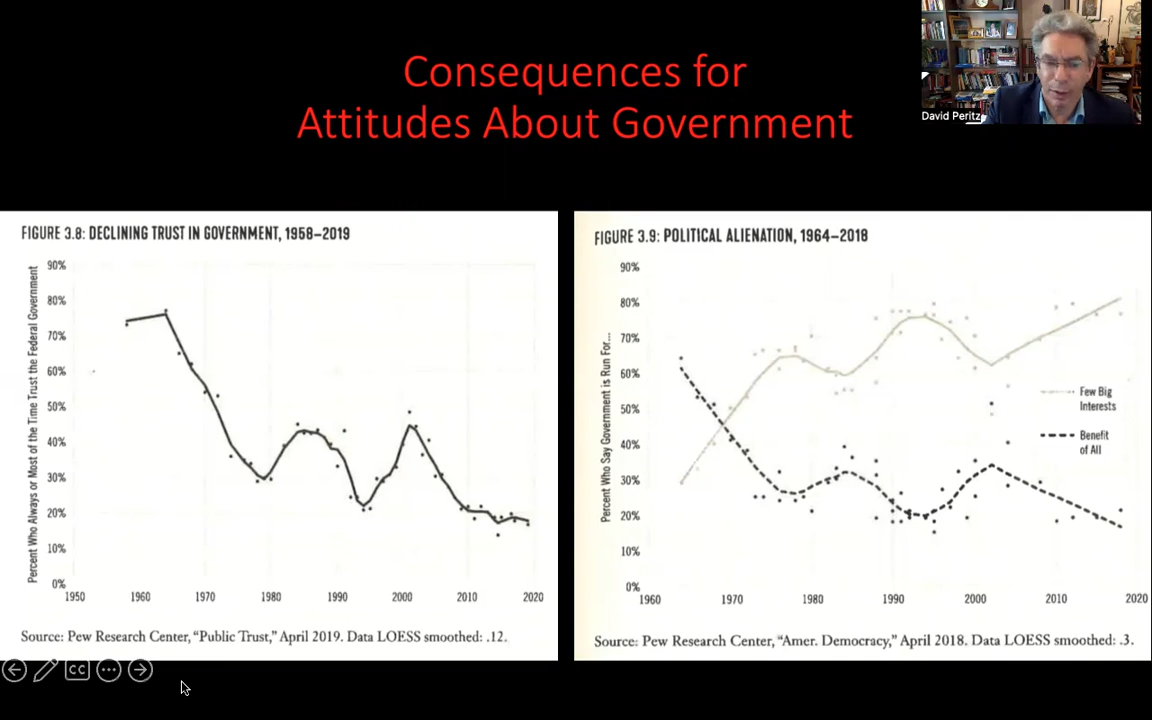 Consequences for
Attitudes About Government
David Peritz
FIGURE 3.8: DECLINING TRUST IN GOVERNMENT, 1958–2019
Percent Who Always or Most of the Time Trust the Federal Government
90%
80%
70%
60%
50%
40%
30%
20%
10%
0%
1950 1960 1970 1980 1990 2000 2010 2020
Source: Pew Research Center, “Public Trust,” April 2019. Data LOESS smoothed: .12.
FIGURE 3.9: POLITICAL ALIENATION, 1964–2018
Percent Who Say Government is Run For...
90%
80%
70%
60%
50%
40%
30%
20%
10%
0%
1960 1970 1980 1990 2000 2010 2020
Few Big
Interests
Benefit
of All
Source: Pew Research Center, “Amer. Democracy,” April 2018. Data LOESS smoothed: .3.
CC